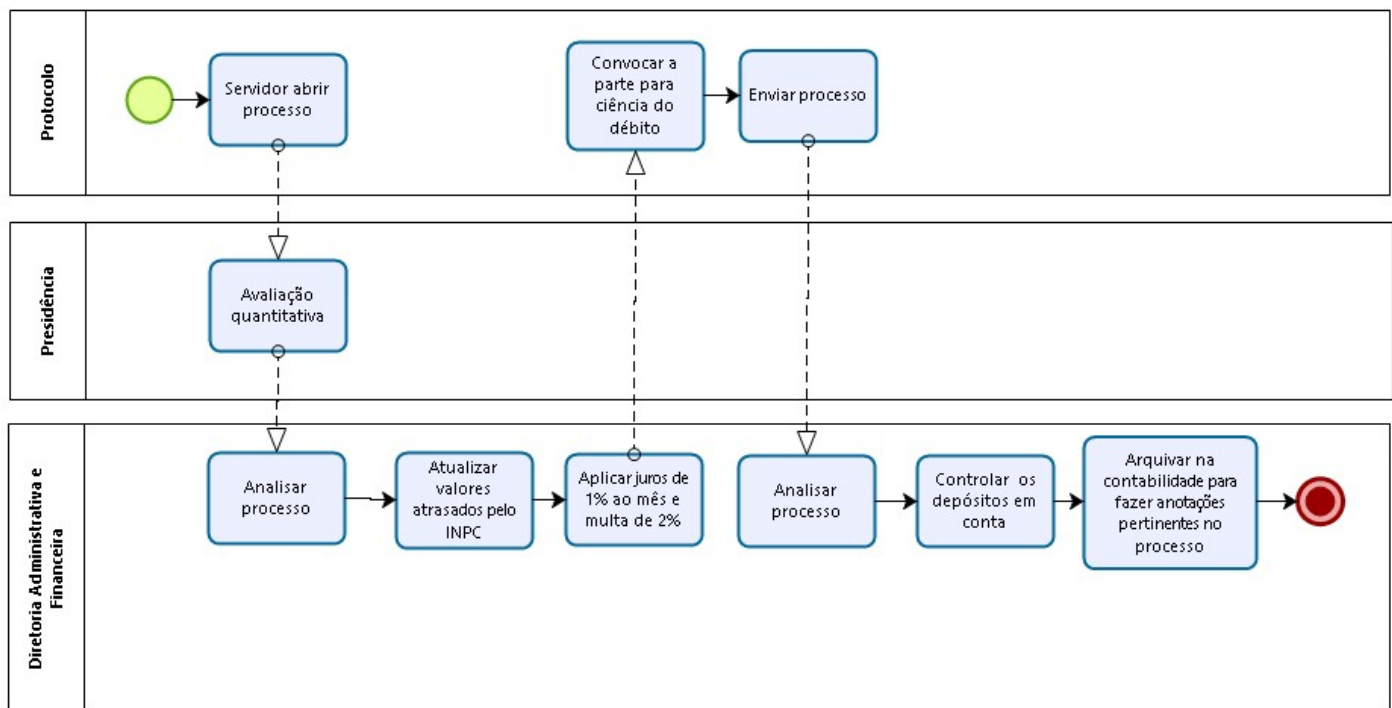 Protocolo
Servidor abrir
processo
Convocar a
parte para
ciência do
débito
Enviar processo
Presidência
Avaliação
quantitativa
Diretoria Administrativa e
Financeira
Analisar
processo
Atualizar
valores
atrasados pelo
INPC
Aplicar juros de
1% ao mês e
multa de 2%
Analisar
processo
Controlar os
depósitos em
conta
Arquivar na
contabilidade para
fazer anotações
pertinentes no
processo